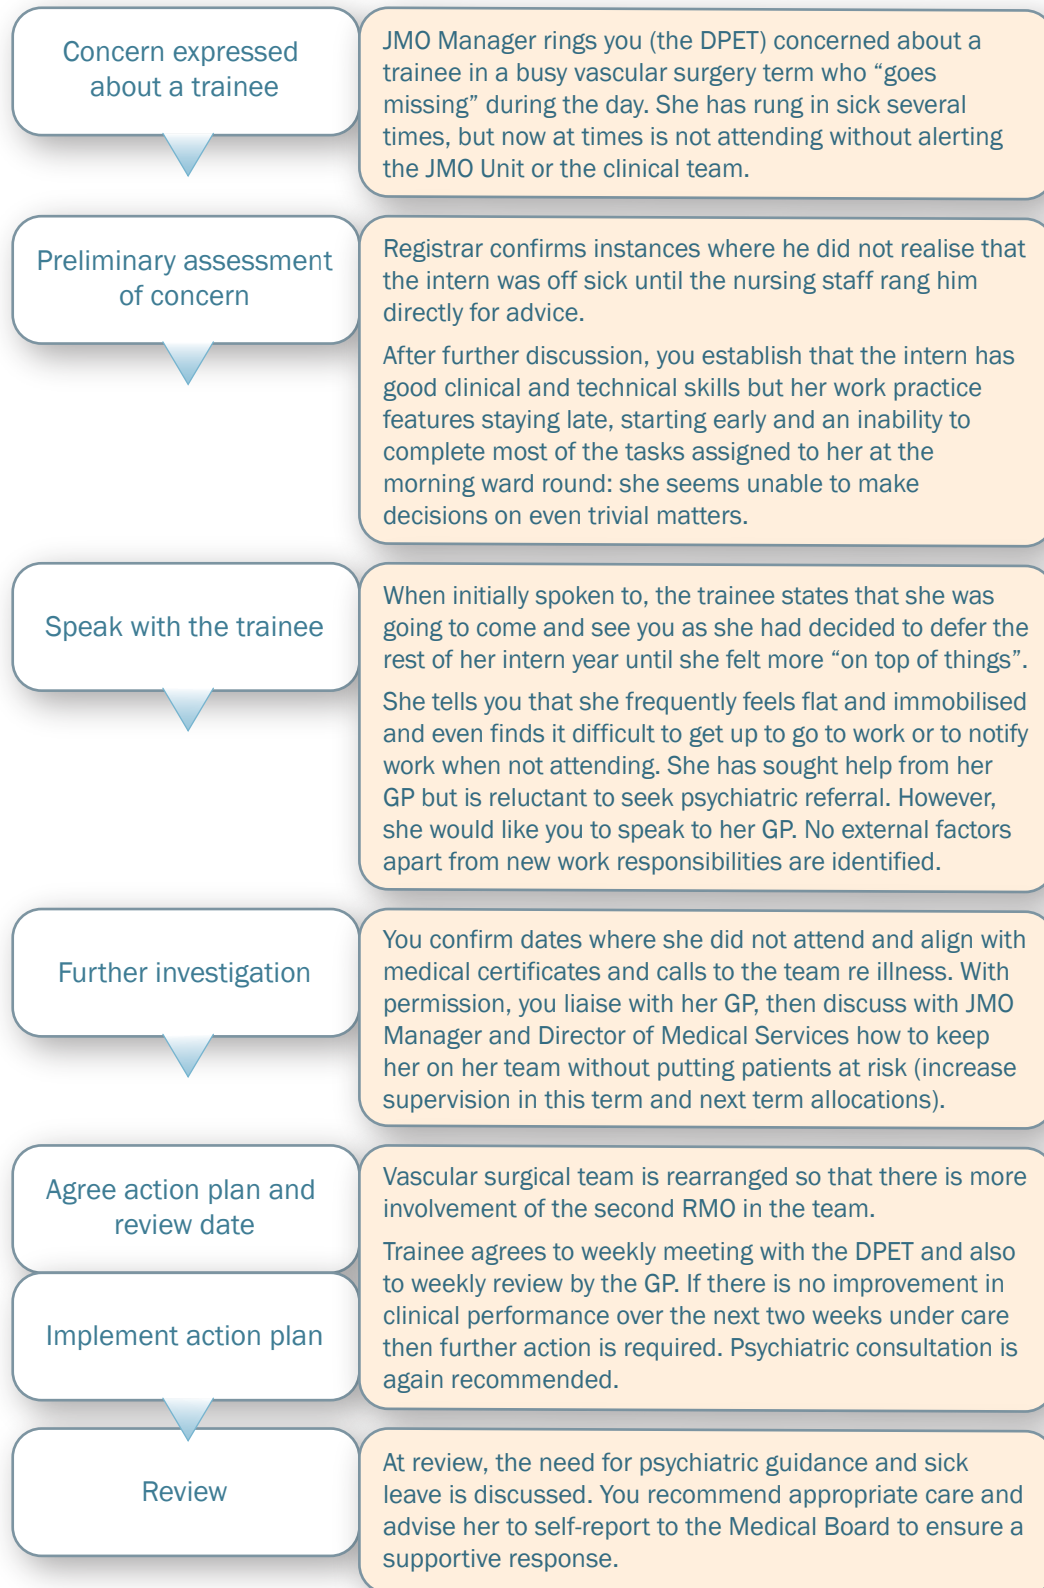 Concern expressed
about a trainee
JMO Manager rings you (the DPET) concerned about a
trainee in a busy vascular surgery term who “goes
missing” during the day. She has rung in sick several
times, but now at times is not attending without alerting
the JMO Unit or the clinical team.
Preliminary assessment
of concern
Registrar confirms instances where he did not realise that
the intern was off sick until the nursing staff rang him
directly for advice.
After further discussion, you establish that the intern has
good clinical and technical skills but her work practice
features staying late, starting early and an inability to
complete most of the tasks assigned to her at the
morning ward round: she seems unable to make
decisions on even trivial matters.
Speak with the trainee
When initially spoken to, the trainee states that she was
going to come and see you as she had decided to defer the
rest of her intern year until she felt more “on top of things”.
She tells you that she frequently feels flat and immobilised
and even finds it difficult to get up to go to work or to notify
work when not attending. She has sought help from her
GP but is reluctant to seek psychiatric referral. However,
she would like you to speak to her GP. No external factors
apart from new work responsibilities are identified.
Further investigation
You confirm dates where she did not attend and align with
medical certificates and calls to the team re illness. With
permission, you liaise with her GP, then discuss with JMO
Manager and Director of Medical Services how to keep
her on her team without putting patients at risk (increase
supervision in this term and next term allocations).
Agree action plan and
review date
Implement action plan
Vascular surgical team is rearranged so that there is more
involvement of the second RMO in the team.
Trainee agrees to weekly meeting with the DPET and also
to weekly review by the GP. If there is no improvement in
clinical performance over the next two weeks under care
then further action is required. Psychiatric consultation is
again recommended.
Review
At review, the need for psychiatric guidance and sick
leave is discussed. You recommend appropriate care and
advise her to self-report to the Medical Board to ensure a
supportive response.